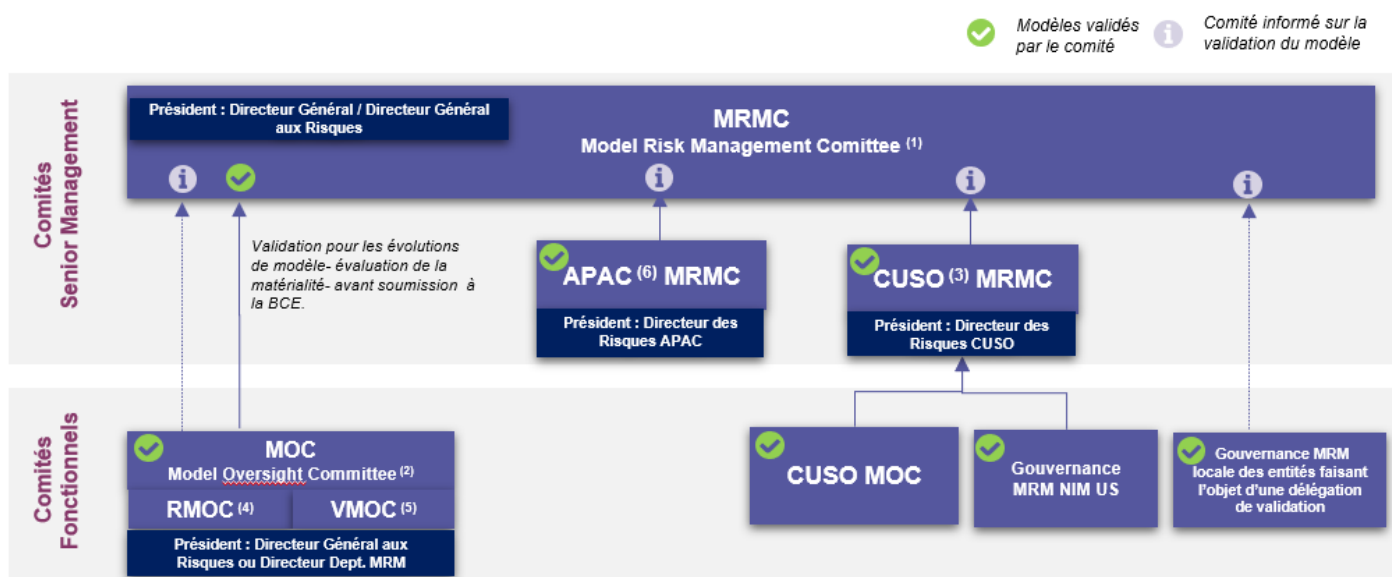 Modèles validés
par le comité
Comité informé sur la
validation du modèle
Comités
Senior Management
Président : Directeur Général / Directeur Général
aux Risques
MRMC
Model Risk Management Comittee (1)
Validation pour les évolutions
de modèle- évaluation de la
matérialité- avant soumission à
la BCE.
APAC (6) MRMC
Président : Directeur des
Risques APAC
CUSO (3) MRMC
Président : Directeur des
Risques CUSO
Comités
Fonctionnels
MOC
Model Oversight Committee (2)
RMOC (4)
VMOC (5)
Président : Directeur Général aux
Risques ou Directeur Dept. MRM
CUSO MOC
Gouvernance
MRM NIM US
Gouvernance MRM
locale des entités faisant
l'objet d'une délégation
de validation